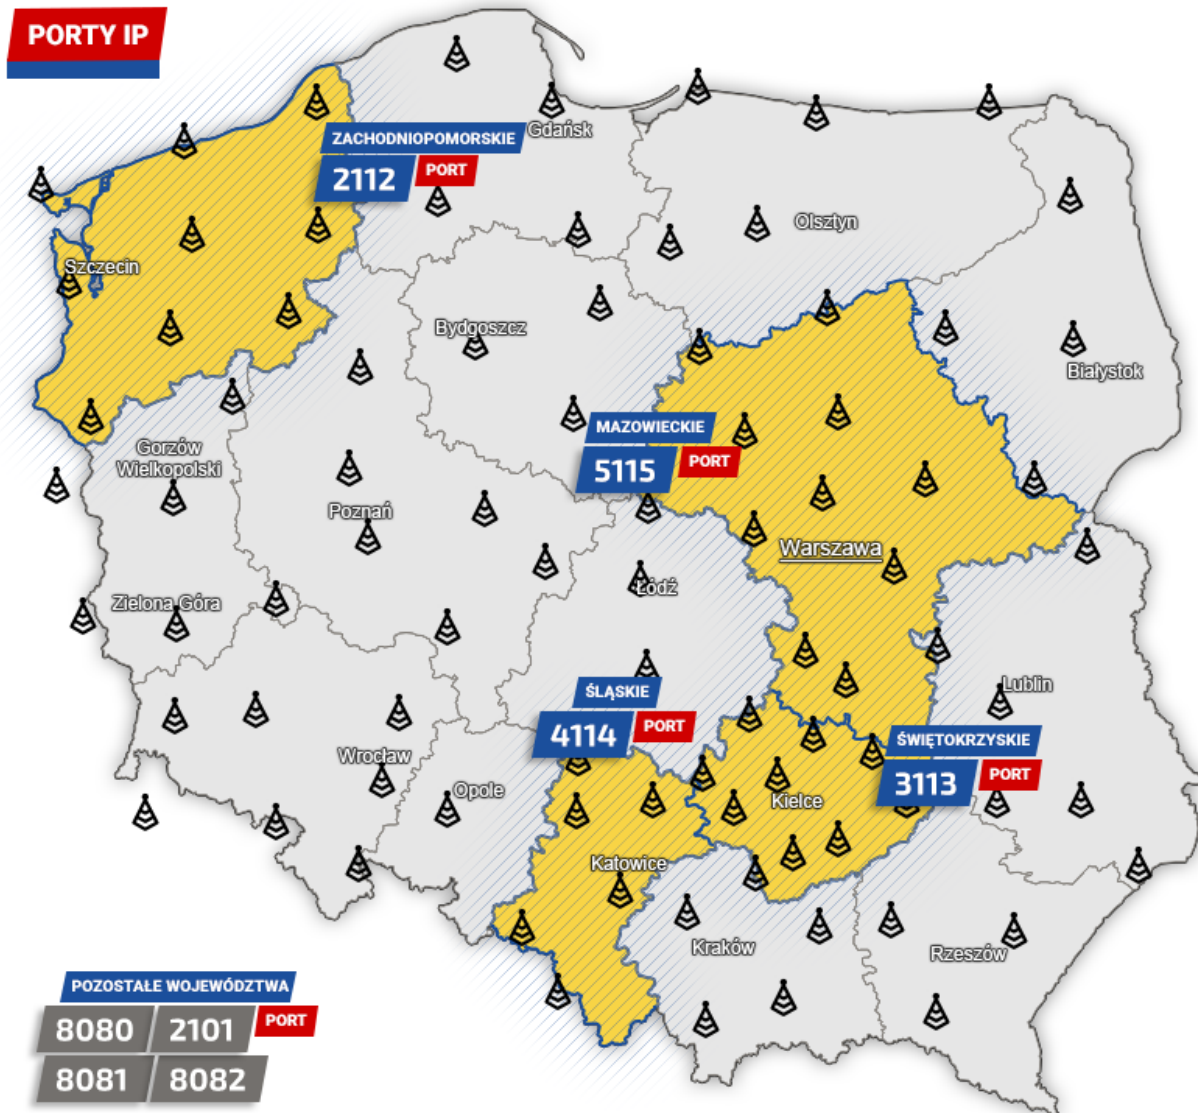 PORTY IP
Gdańsk
ZACHODNIOPOMORSKIE
2112 PORT
Olsztyn
Szczecin
Bydgoszcz
Białystok
MAZOWIECKIE
5115 PORT
Gorzów
Wielkopolski
Poznań
Warszawa
Łódź
Zielona Góra
Lublin
ŚLĄSKIE
4114 PORT
ŚWIĘTOKRZYSKIE
3113 PORT
Wrocław
Opole
Kielce
Katowice
Kraków
Rzeszów
POZOSTAŁE WOJEWÓDZTWA
8080 2101 PORT
8081 8082